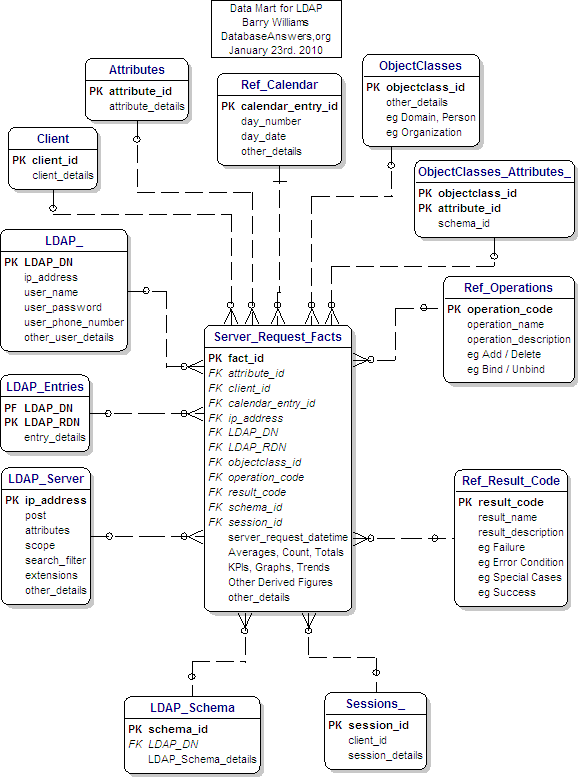 Data Mart for LDAP
Barry Williams
DatabaseAnswers,org
January 23rd. 2010
Attributes
PK attribute_id
attribute_details
Ref_Calendar
PK calendar_entry_id
day_number
day_date
other_details
ObjectClasses
PK objectclass_id
other_details
eg Domain, Person
eg Organization
Client
PK client_id
client_details
ObjectClasses_Attributes_
PK objectclass_id
PK attribute_id
schema_id
LDAP_
PK LDAP_DN
ip_address
user_name
user_password
user_phone_number
other_user_details
Ref_Operations
PK operation_code
operation_name
operation_description
eg Add / Delete
eg Bind / Unbind
Server_Request_Facts
PK fact_id
FK attribute_id
FK client_id
FK calendar_entry_id
FK ip_address
FK LDAP_DN
FK LDAP_RDN
FK objectclass_id
FK operation_code
FK result_code
FK schema_id
FK session_id
server_request_datetime
Averages, Count, Totals
KPIs, Graphs, Trends
Other Derived Figures
other_details
LDAP_Entries
PF LDAP_DN
PK LDAP_RDN
entry_details
LDAP_Server
PK ip_address
post
attributes
scope
search_filter
extensions
other_details
Ref_Result_Code
PK result_code
result_name
result_description
eg Failure
eg Error Condition
eg Special Cases
eg Success
LDAP_Schema
PK schema_id
FK LDAP_DN
LDAP_Schema_details
Sessions_
PK session_id
client_id
session_details